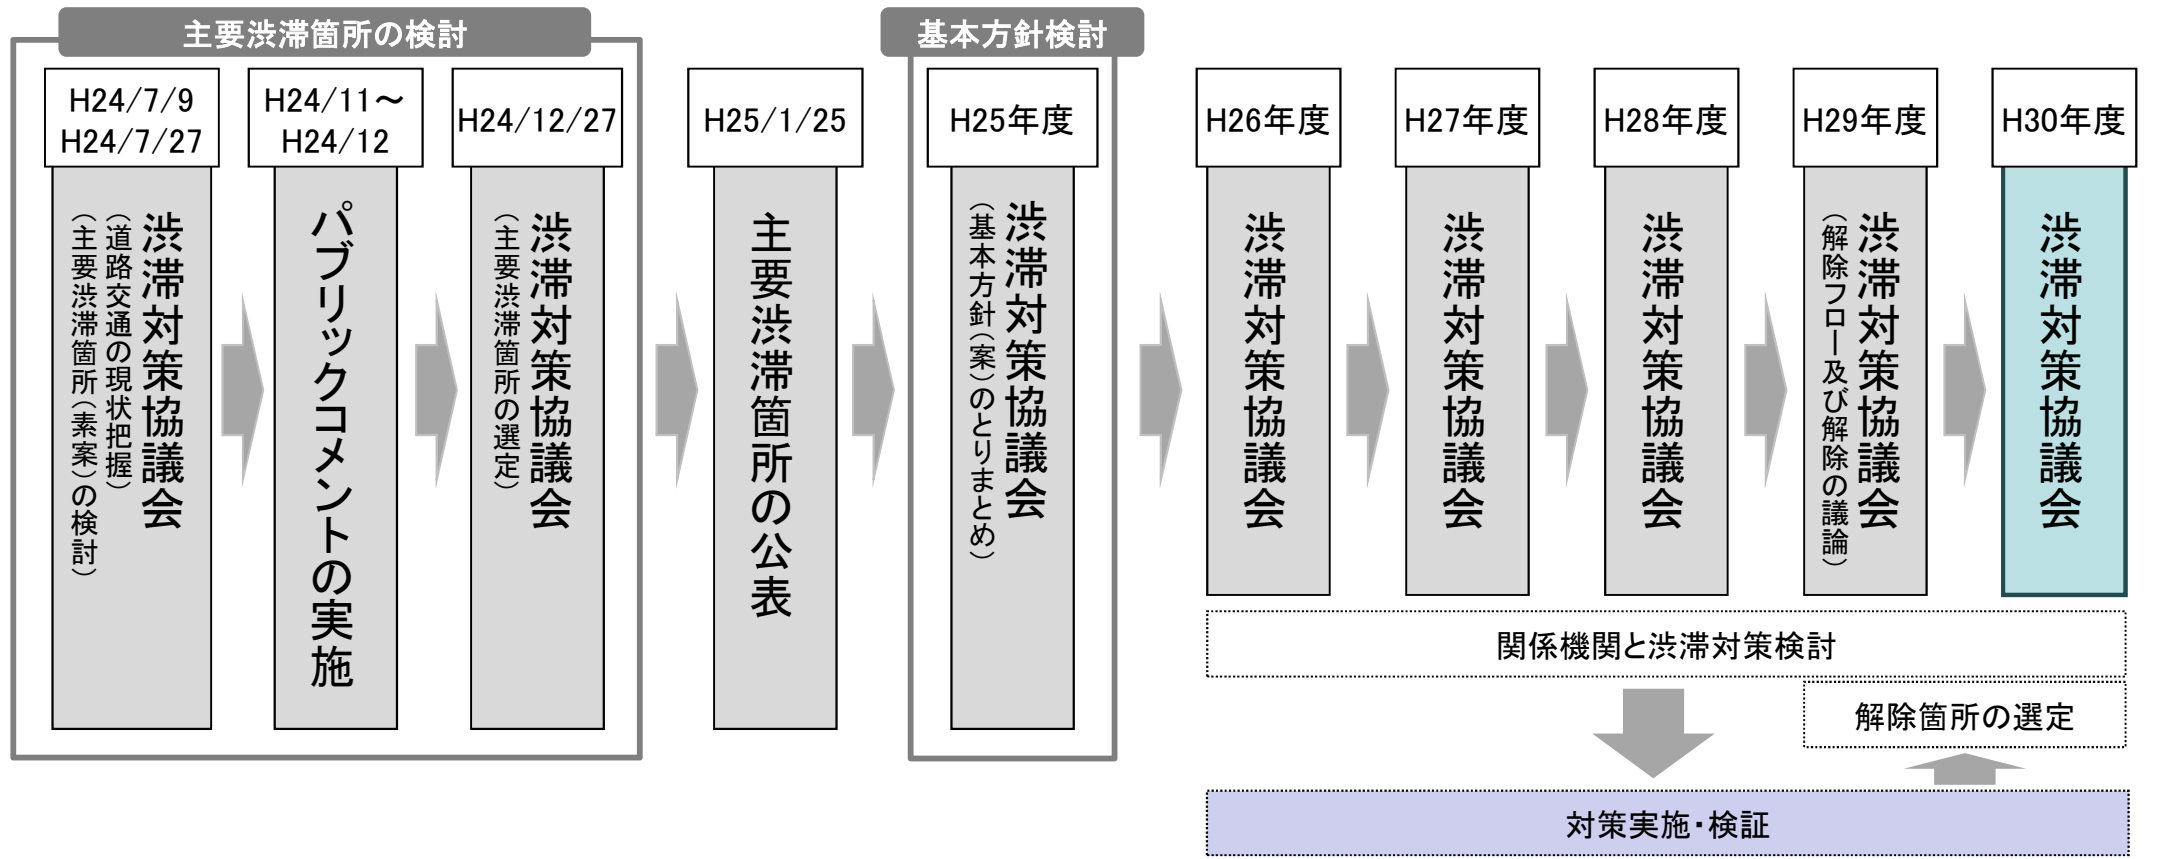 主要渋滞箇所の検討
H24/7/9
H24/7/27
渋滞対策協議会
（道路交通の現状把握）
（主要渋滞箇所（素案）の検討）
H24/11～
H24/12
パブリックコメントの実施
H24/12/27
渋滞対策協議会
（主要渋滞箇所の選定）
H25/1/25
主要渋滞箇所の公表
基本方針検討
H25年度
渋滞対策協議会
（基本方針（案）のとりまとめ）
H26年度
渋滞対策協議会
H27年度
渋滞対策協議会
H28年度
渋滞対策協議会
H29年度
渋滞対策協議会
（解除フロー及び解除の議論）
H30年度
渋滞対策協議会
関係機関と渋滞対策検討
解除箇所の選定
対策実施・検証